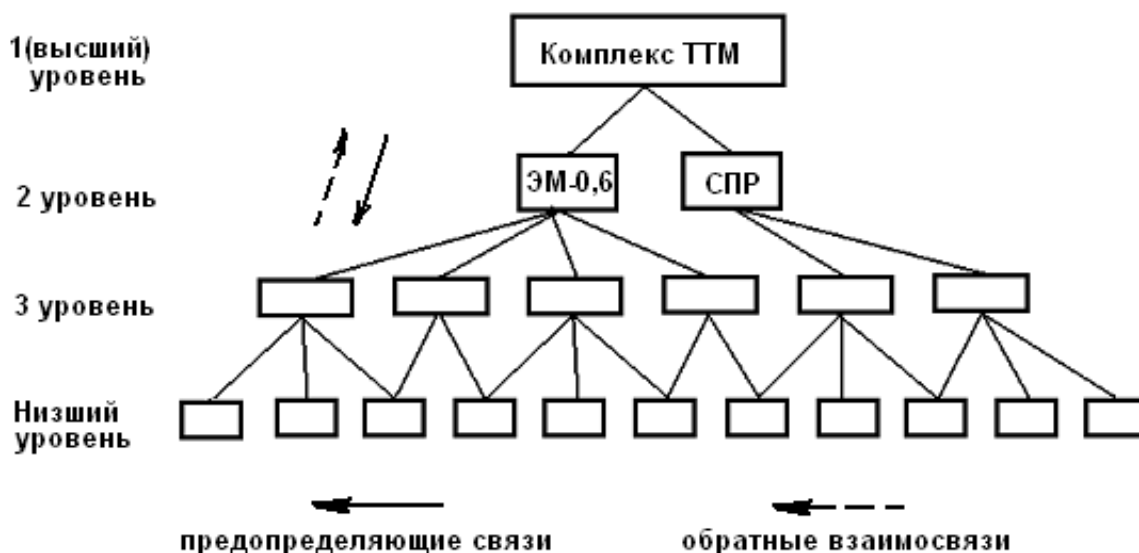 1(высший)
уровень
Комплекс ТТМ
2 уровень
ЭМ-0,6
СПР
3 уровень
Низший
уровень
предопределяющие связи
обратные взаимосвязи